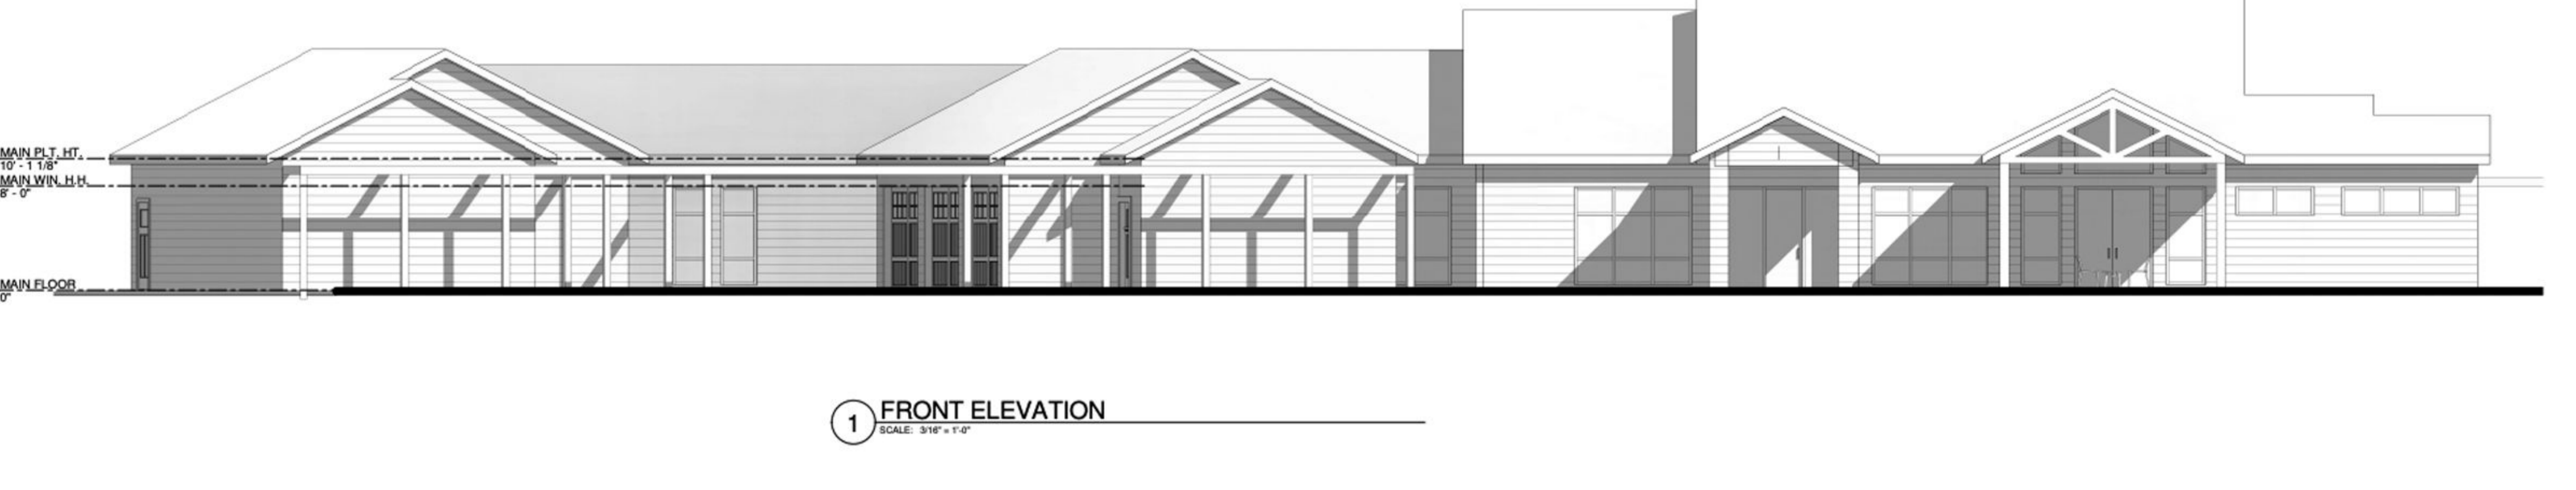 MAIN PLT. HT.
10' - 1 1/8"
MAIN WIN. H.H.
8' - 0"
MAIN FLOOR
0"
1
FRONT ELEVATION
SCALE: 3/16" = 1'-0"